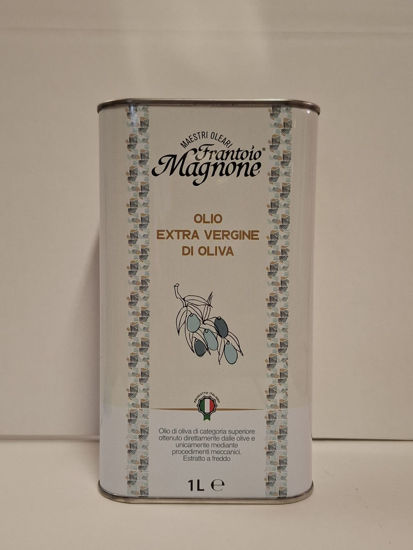 MAESTRI OLEARI
Frantoio®
Magnone
OLIO
EXTRA VERGINE
DI OLIVA
Olio di oliva di categoria superiore
ottenuto direttamente dalle olive e
unicamente mediante
procedimenti meccanici.
Estratto a freddo
1L ℮